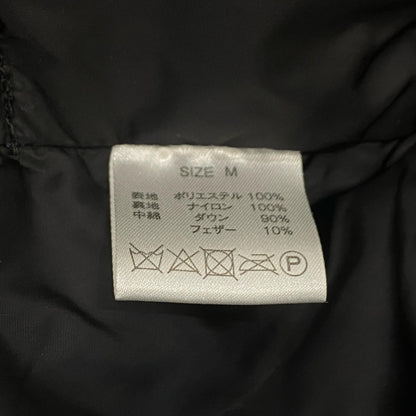 SIZE M
表地 ポリエステル 100%
裏地 ナイロン 100%
中綿 ダウン 90%
フェザー 10%
P